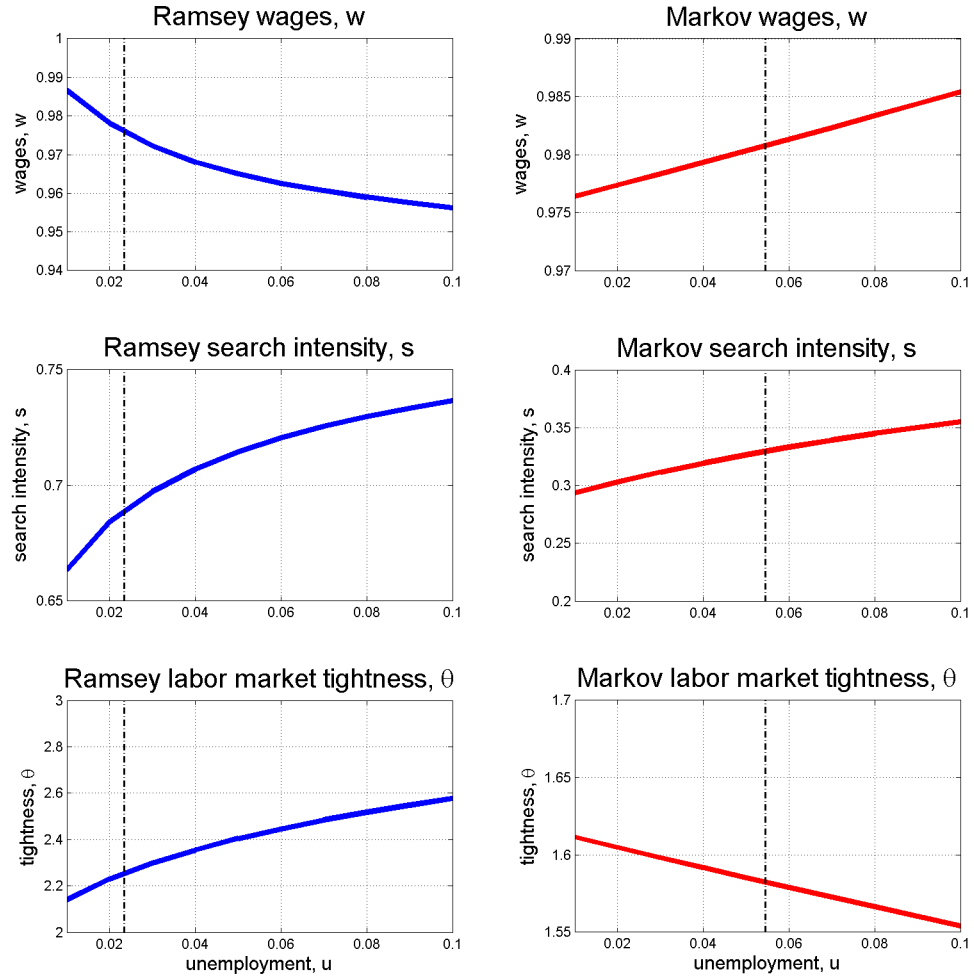 Ramsey wages, w
1
0.99
0.98
0.97
0.96
0.95
0.94
wages, w
0.02 0.04 0.06 0.08 0.1
Markov wages, w
0.99
0.985
0.98
0.975
0.97
wages, w
0.02 0.04 0.06 0.08 0.1
Ramsey search intensity, s
0.75
0.7
0.65
search intensity, s
0.02 0.04 0.06 0.08 0.1
Markov search intensity, s
0.4
0.35
0.3
0.25
0.2
search intensity, s
0.02 0.04 0.06 0.08 0.1
Ramsey labor market tightness, θ
3
2.8
2.6
2.4
2.2
2
tightness, θ
0.02 0.04 0.06 0.08 0.1
unemployment, u
Markov labor market tightness, θ
1.7
1.65
1.6
1.55
tightness, θ
0.02 0.04 0.06 0.08 0.1
unemployment, u